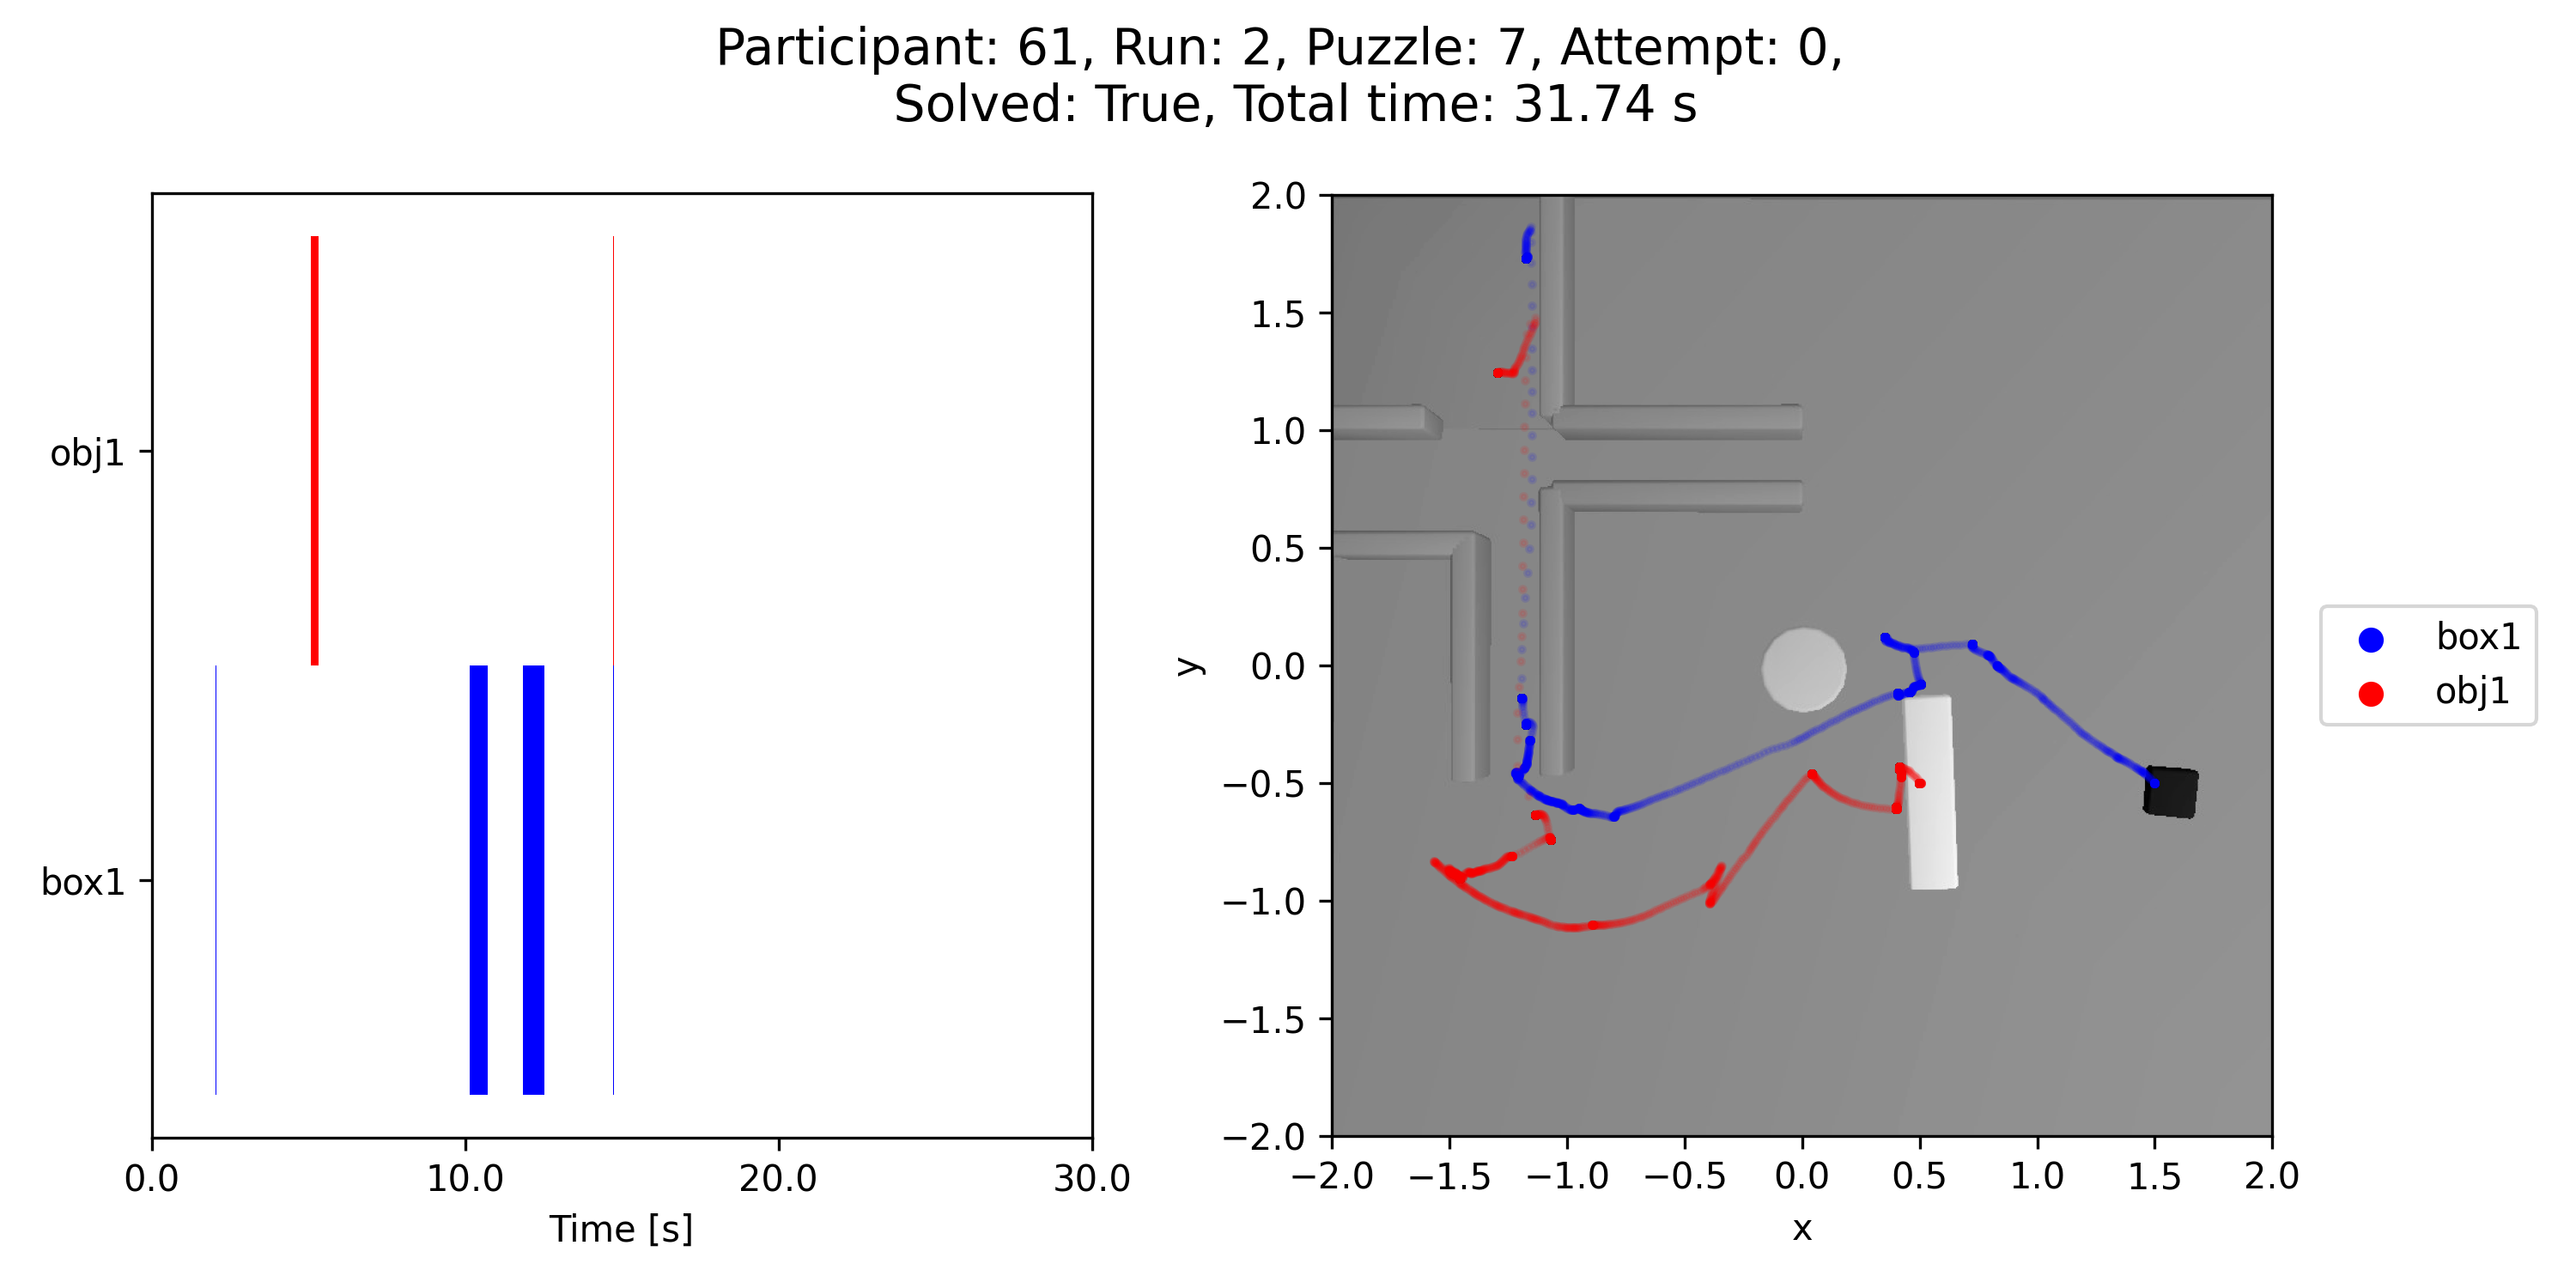 Participant: 61, Run: 2, Puzzle: 7, Attempt: 0,
Solved: True, Total time: 31.74 s
obj1
box1
0.0 10.0 20.0 30.0
Time [s]
2.0
1.5
1.0
0.5
0.0
−0.5
−1.0
−1.5
−2.0
y
−2.0 −1.5 −1.0 −0.5 0.0 0.5 1.0 1.5 2.0
x
box1
obj1